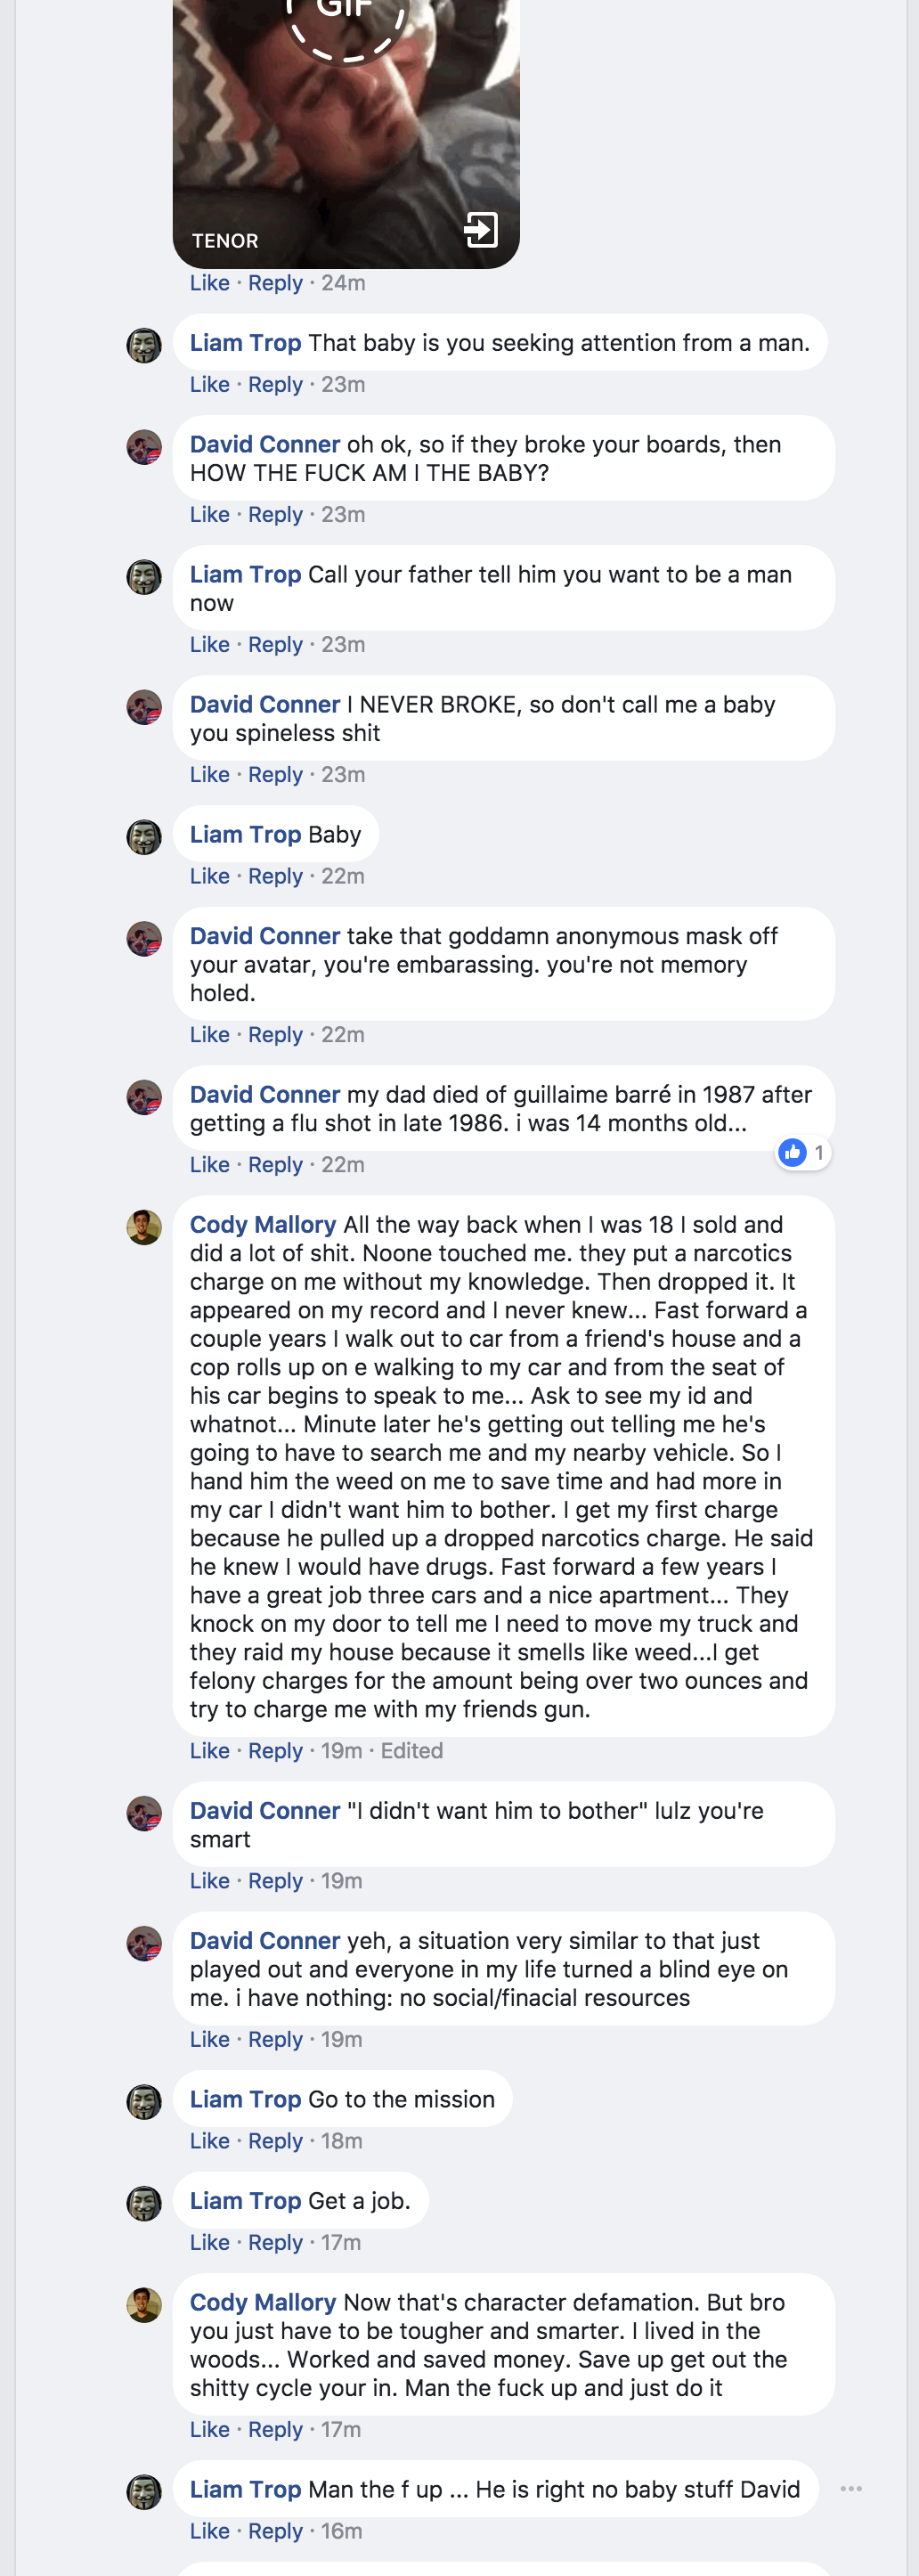 GIF
TENOR
Like · Reply · 24m
Liam Trop That baby is you seeking attention from a man.
Like · Reply · 23m
David Conner oh ok, so if they broke your boards, then
HOW THE FUCK AM I THE BABY?
Like · Reply · 23m
Liam Trop Call your father tell him you want to be a man
now
Like · Reply · 23m
David Conner I NEVER BROKE, so don't call me a baby
you spineless shit
Like · Reply · 23m
Liam Trop Baby
Like · Reply · 22m
David Conner take that goddamn anonymous mask off
your avatar, you're embarassing. you're not memory
holed.
Like · Reply · 22m
David Conner my dad died of guillaime barré in 1987 after
getting a flu shot in late 1986. i was 14 months old...
1
Like · Reply · 22m
Cody Mallory All the way back when I was 18 I sold and
did a lot of shit. Noone touched me. they put a narcotics
charge on me without my knowledge. Then dropped it. It
appeared on my record and I never knew... Fast forward a
couple years I walk out to car from a friend's house and a
cop rolls up on e walking to my car and from the seat of
his car begins to speak to me... Ask to see my id and
whatnot... Minute later he's getting out telling me he's
going to have to search me and my nearby vehicle. So I
hand him the weed on me to save time and had more in
my car I didn't want him to bother. I get my first charge
because he pulled up a dropped narcotics charge. He said
he knew I would have drugs. Fast forward a few years I
have a great job three cars and a nice apartment... They
knock on my door to tell me I need to move my truck and
they raid my house because it smells like weed...I get
felony charges for the amount being over two ounces and
try to charge me with my friends gun.
Like · Reply · 19m · Edited
David Conner "I didn't want him to bother" lulz you're
smart
Like · Reply · 19m
David Conner yeh, a situation very similar to that just
played out and everyone in my life turned a blind eye on
me. i have nothing: no social/finacial resources
Like · Reply · 19m
Liam Trop Go to the mission
Like · Reply · 18m
Liam Trop Get a job.
Like · Reply · 17m
Cody Mallory Now that's character defamation. But bro
you just have to be tougher and smarter. I lived in the
woods... Worked and saved money. Save up get out the
shitty cycle your in. Man the fuck up and just do it
Like · Reply · 17m
Liam Trop Man the f up ... He is right no baby stuff David
Like · Reply · 16m